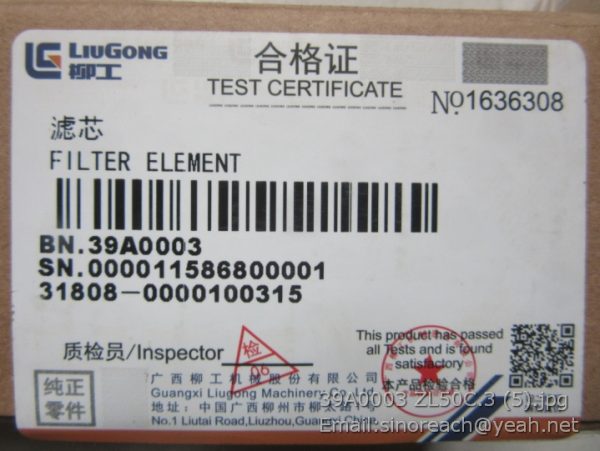 LIUGONG
柳工
合格证
TEST CERTIFICATE
№1636308
滤芯
FILTER ELEMENT
BN.39A0003
SN.000011586800001
31808-0000100315
质检员/Inspector
检
06
This product has passed
all Tests and is found
satisfactory
本产品检验合格
纯正
零件
广西柳工机械股份有限公司
Guangxi Liugong Machinery Ltd
地址：中国广西柳州市柳太路1号
No.1 Liutai Road,Liuzhou,Guangxi China
39A0003 ZL50C.3 (5).jpg
Email:sinoreach@yeah.net